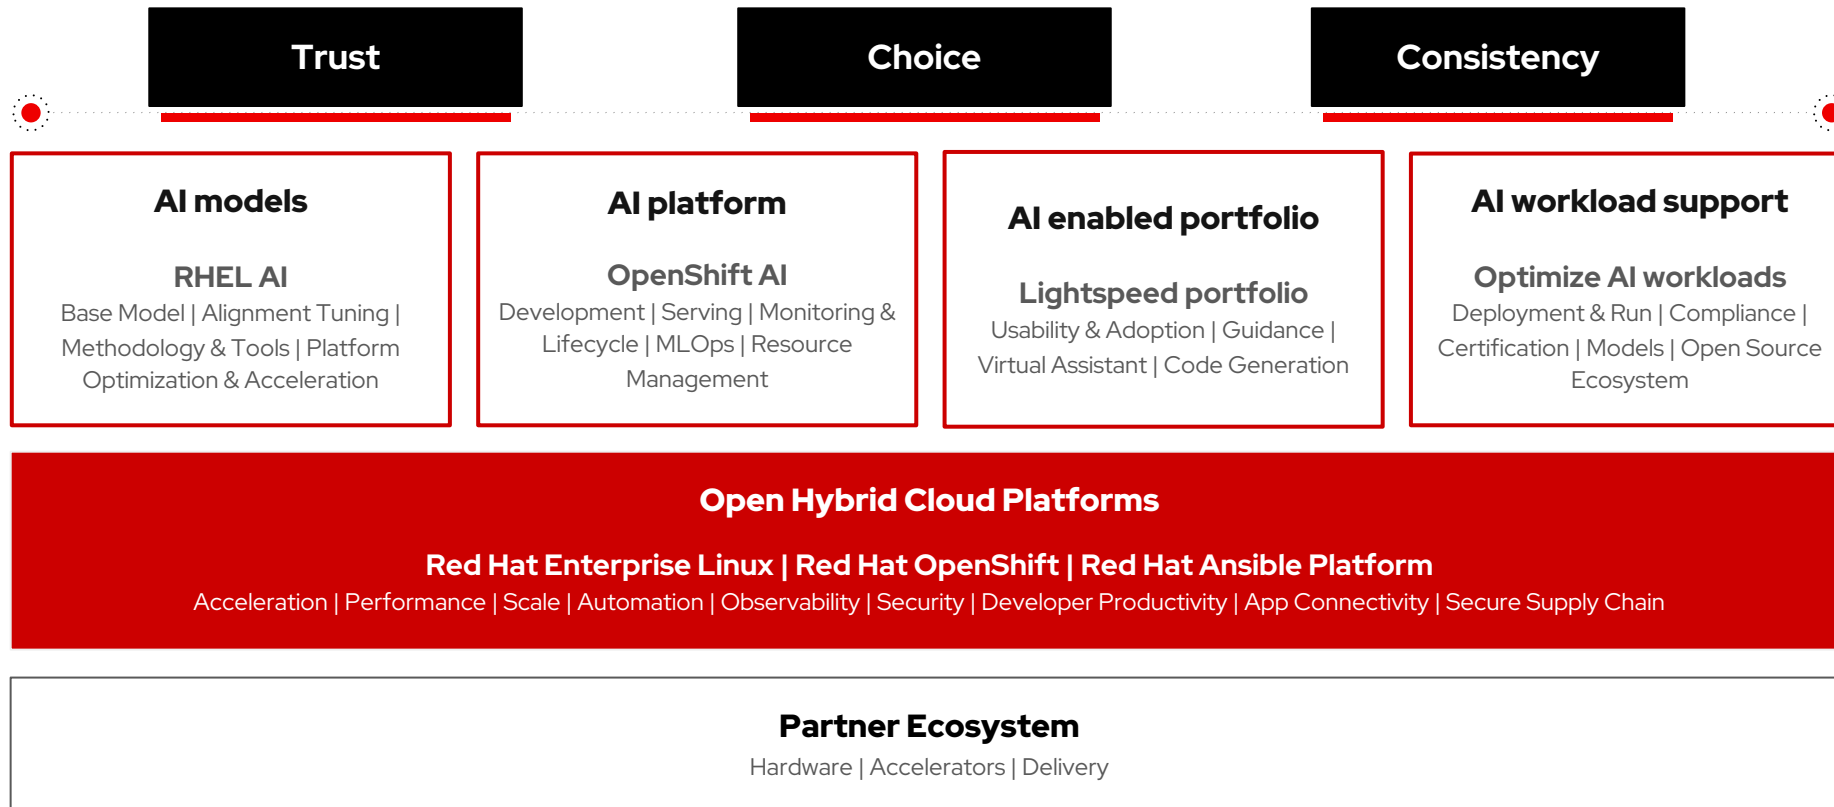 Trust
Choice
Consistency
AI models
RHEL AI
Base Model | Alignment Tuning |
Methodology & Tools | Platform
Optimization & Acceleration
AI platform
OpenShift AI
Development | Serving | Monitoring &
Lifecycle | MLOps | Resource
Management
AI enabled portfolio
Lightspeed portfolio
Usability & Adoption | Guidance |
Virtual Assistant | Code Generation
AI workload support
Optimize AI workloads
Deployment & Run | Compliance |
Certification | Models | Open Source
Ecosystem
Open Hybrid Cloud Platforms
Red Hat Enterprise Linux | Red Hat OpenShift | Red Hat Ansible Platform
Acceleration | Performance | Scale | Automation | Observability | Security | Developer Productivity | App Connectivity | Secure Supply Chain
Partner Ecosystem
Hardware | Accelerators | Delivery